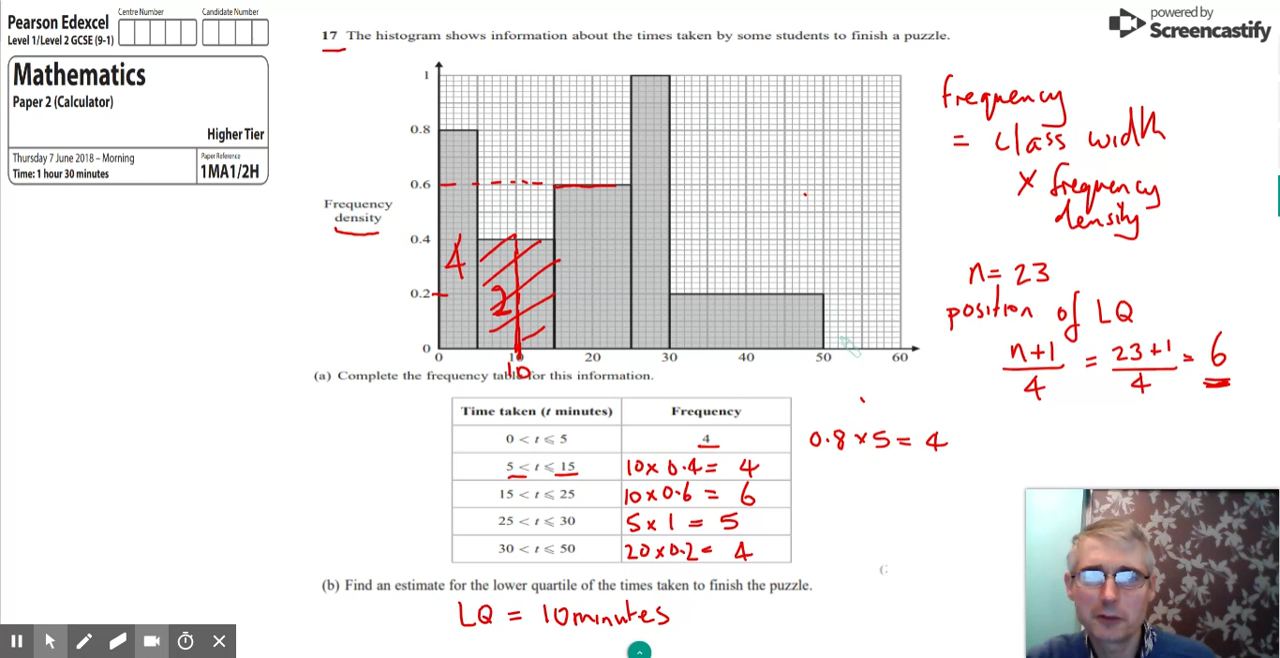 Pearson Edexcel
Level 1/Level 2 GCSE (9-1)
Centre Number
Candidate Number
Mathematics
Paper 2 (Calculator)
Higher Tier
Thursday 7 June 2018 – Morning
Time: 1 hour 30 minutes
Paper Reference
1MA1/2H
powered by
Screencastify
17 The histogram shows information about the times taken by some students to finish a puzzle.
1
0.8
0.6
Frequency
density
0.4
0.2
0
0 10 20 30 40 50 60
4
2
10
frequency
= class width
× frequency
density
n = 23
position of LQ
n+1/4 = 23+1/4 = 6
(a) Complete the frequency table for this information.
Time taken (t minutes) Frequency
0 < t ⩽ 5 4
0.8 × 5 = 4
5 < t ⩽ 15 10 × 0.4 = 4
15 < t ⩽ 25 10 × 0.6 = 6
25 < t ⩽ 30 5 × 1 = 5
30 < t ⩽ 50 20 × 0.2 = 4
(b) Find an estimate for the lower quartile of the times taken to finish the puzzle.
LQ = 10 minutes